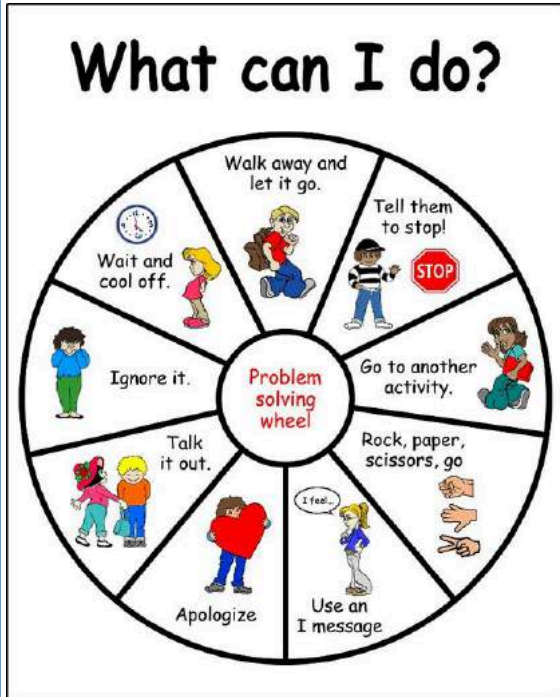 What can I do?
Walk away and
let it go.
Tell them
to stop!
STOP
Go to another
activity.
Rock, paper,
scissors, go
I feel...
Use an
I message
Apologize
Talk
it out.
Ignore it.
Wait and
cool off.
Problem
solving
wheel